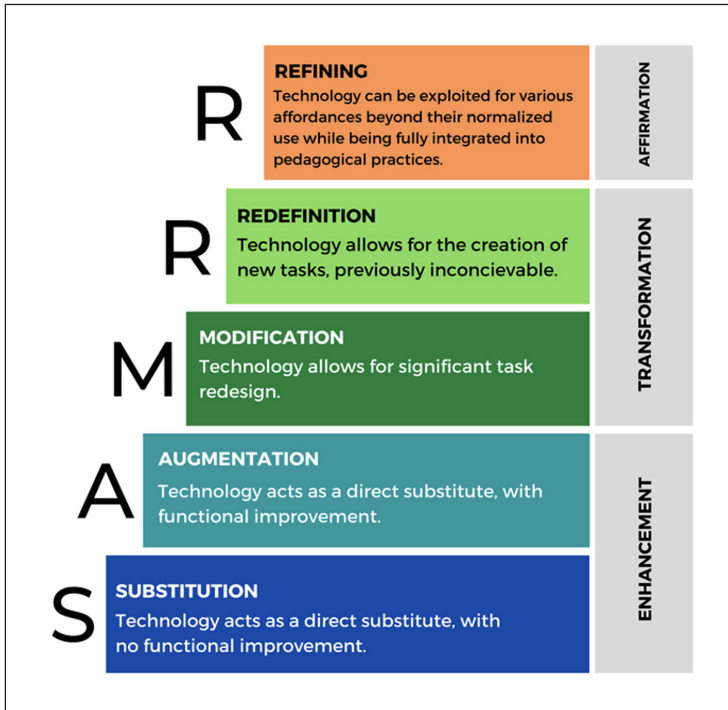 R
REFINING
Technology can be exploited for various
affordances beyond their normalized
use while being fully integrated into
pedagogical practices.
AFFIRMATION
R
REDEFINITION
Technology allows for the creation of
new tasks, previously inconcievable.
TRANSFORMATION
M
MODIFICATION
Technology allows for significant task
redesign.
A
AUGMENTATION
Technology acts as a direct substitute, with
functional improvement.
ENHANCEMENT
S
SUBSTITUTION
Technology acts as a direct substitute, with
no functional improvement.